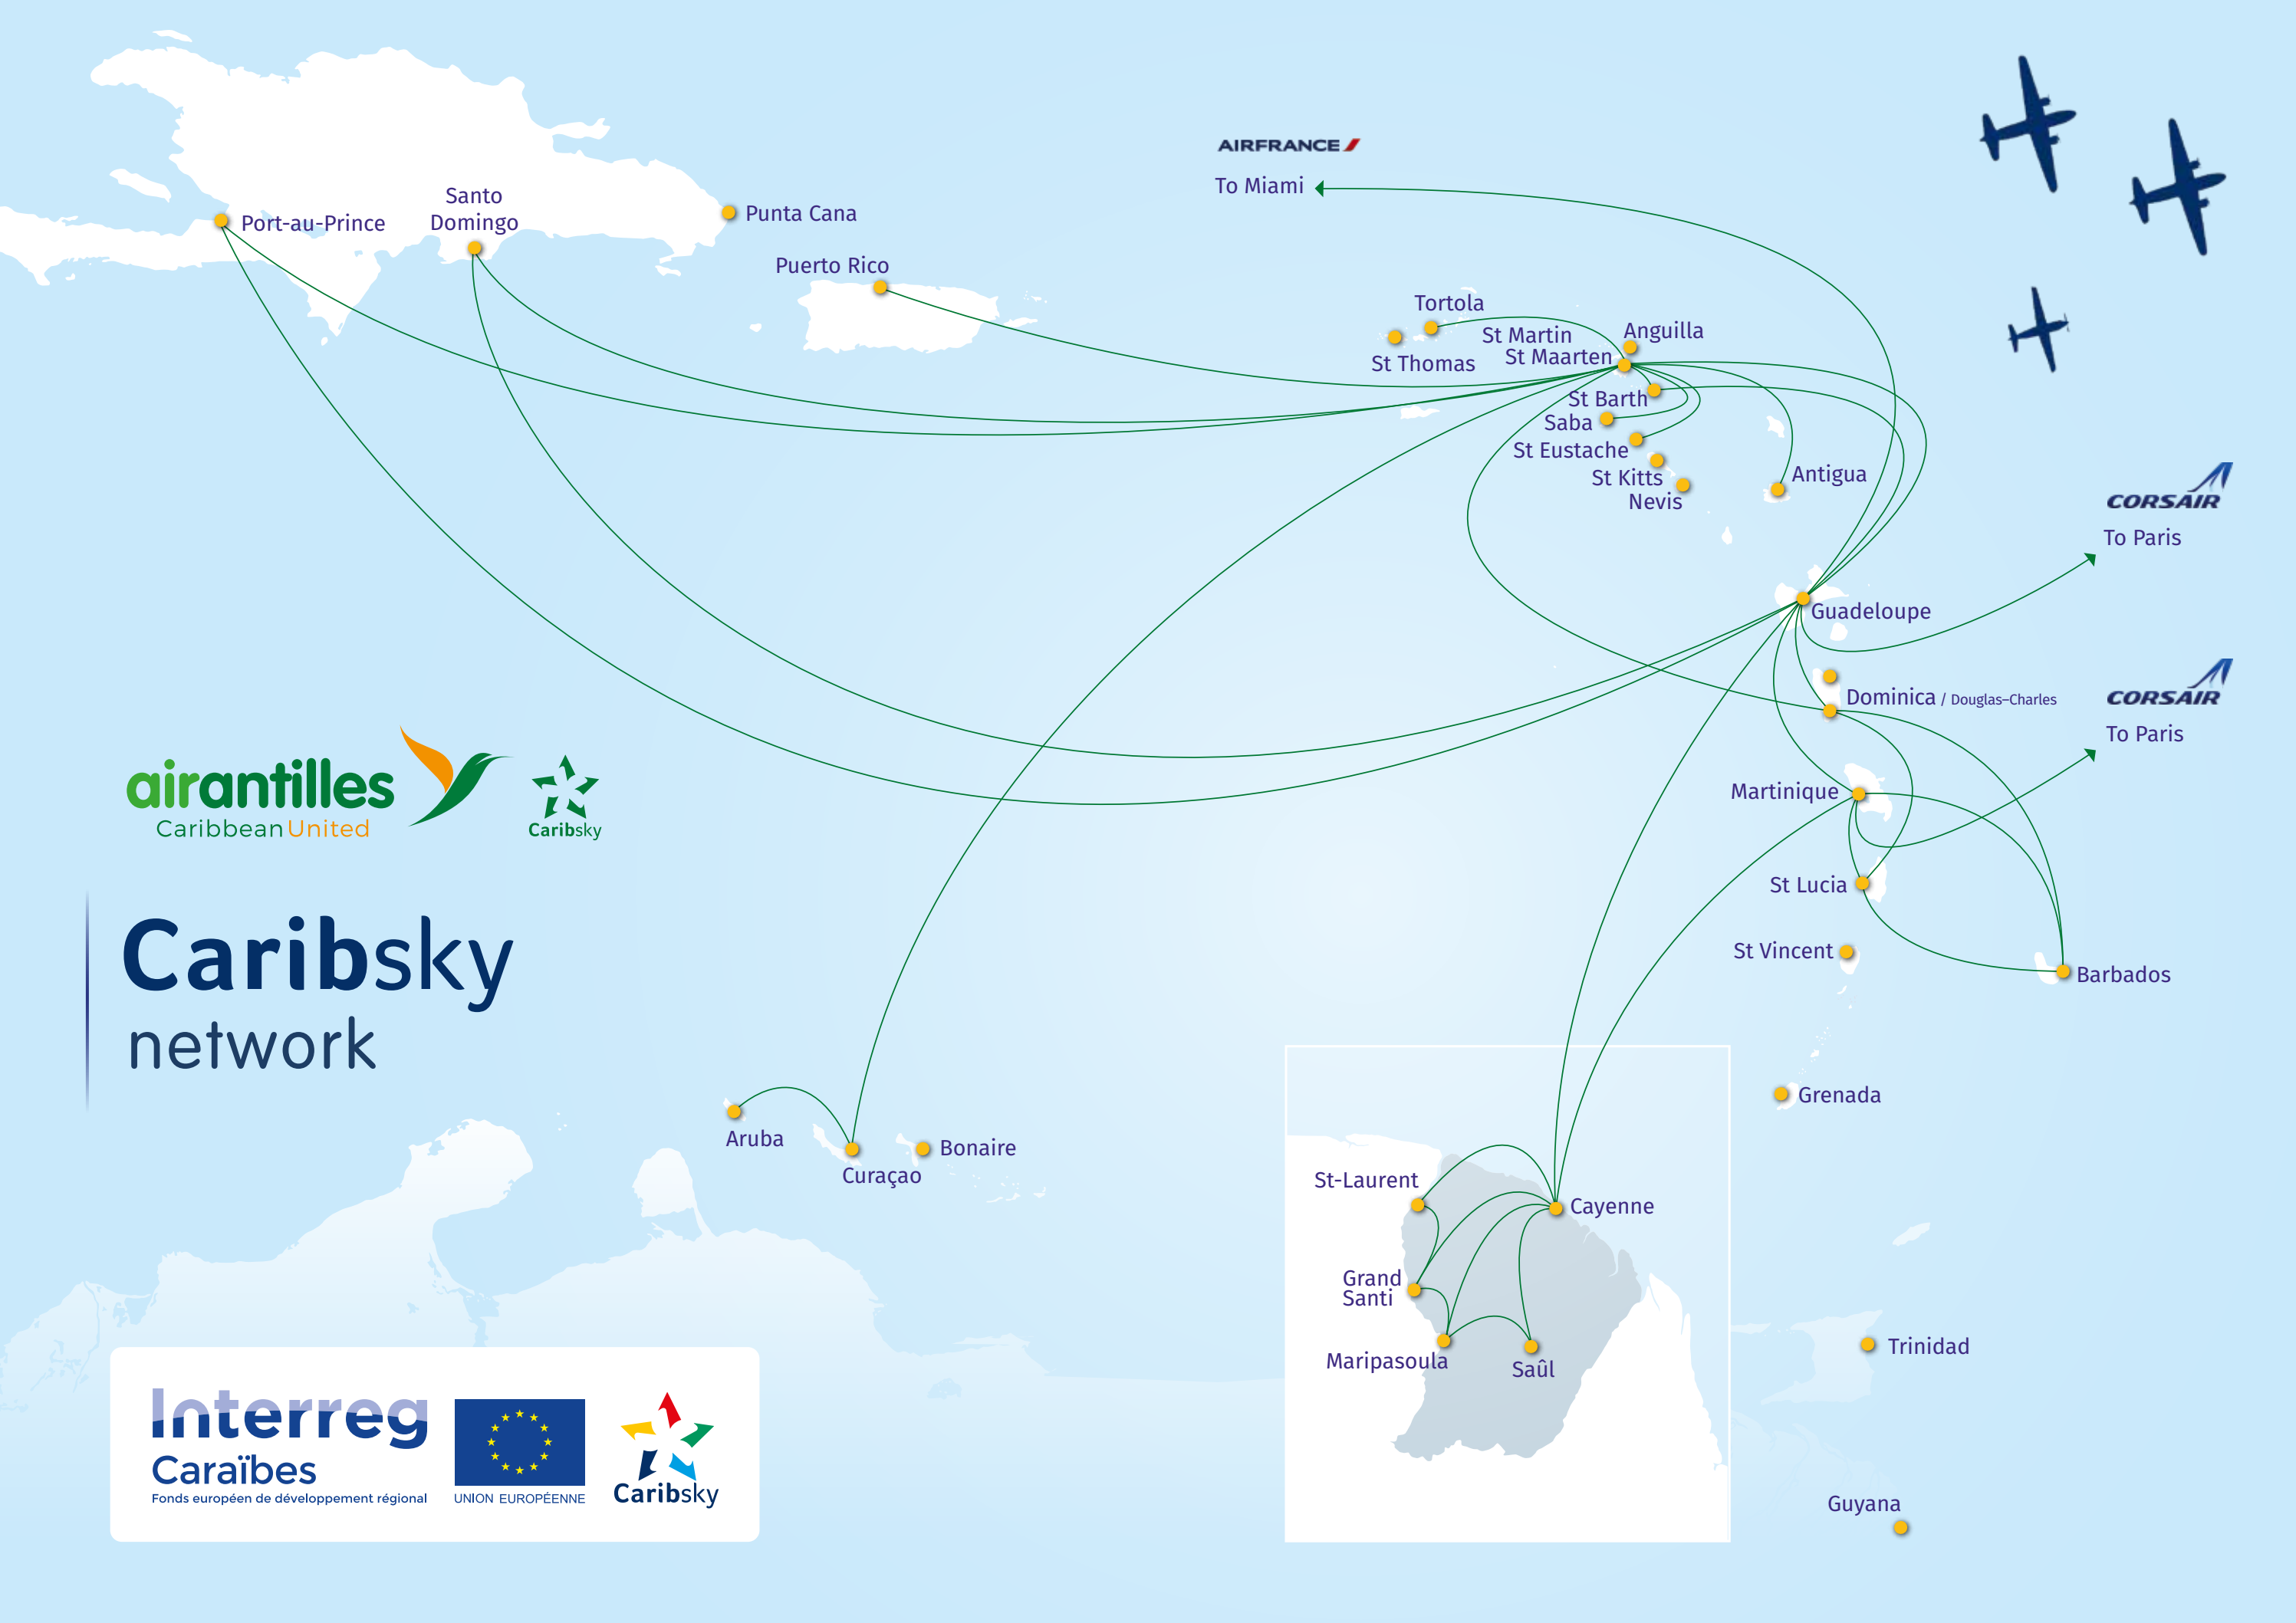 AIRFRANCE
To Miami
Santo
Domingo
Port-au-Prince
Punta Cana
Puerto Rico
Tortola
St Thomas
St Martin
St Maarten
Anguilla
St Barth
Saba
St Eustache
St Kitts
Nevis
Antigua
CORSAIR
To Paris
Guadeloupe
Dominica / Douglas–Charles
CORSAIR
To Paris
Martinique
St Lucia
St Vincent
Barbados
Grenada
airantilles
Caribbean United
Caribsky
Caribsky
network
Aruba
Curaçao
Bonaire
St-Laurent
Cayenne
Grand
Santi
Maripasoula
Saûl
Trinidad
Guyana
Interreg
Caraïbes
Fonds européen de développement régional
UNION EUROPÉENNE
Caribsky